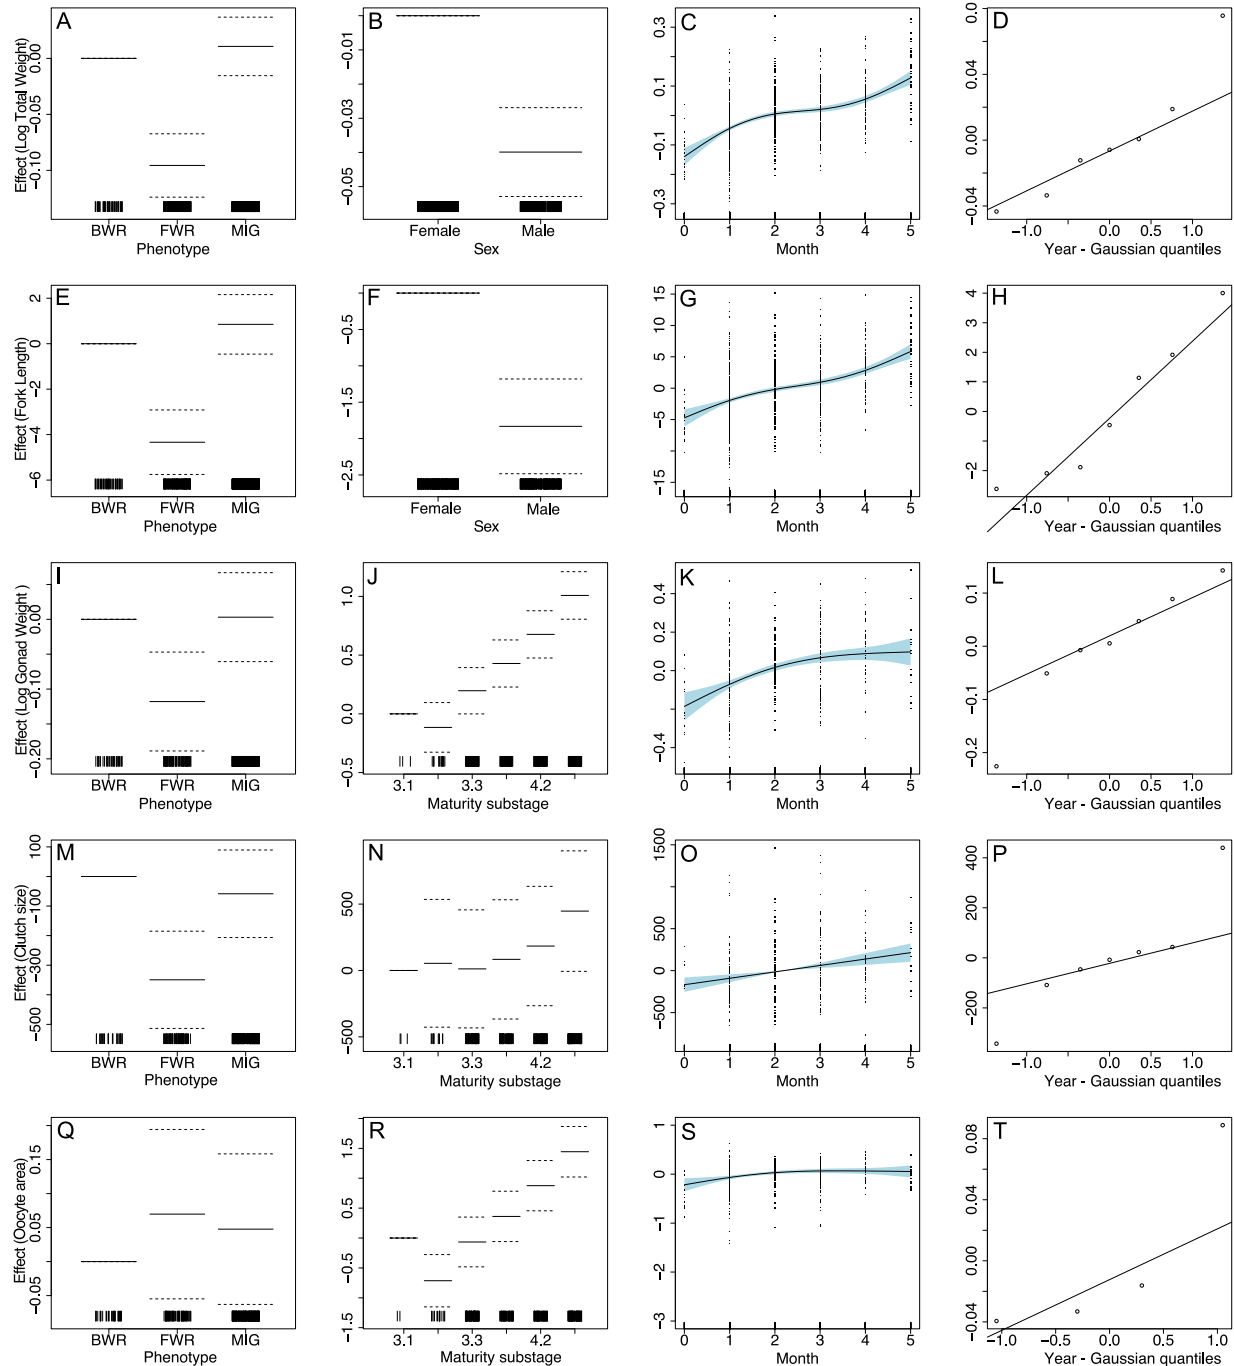 A
Effect (Log Total Weight)
0.00
−0.05
−0.10
BWR FWR MIG
Phenotype
B
−0.01
−0.03
−0.05
Female Male
Sex
C
0.3
0.1
−0.1
−0.3
0 1 2 3 4 5
Month
D
0.0
0.04
0.00
−0.04
−1.0 0.0 0.5 1.0
Year - Gaussian quantiles
E
Effect (Fork Length)
2
0
−2
−4
−6
BWR FWR MIG
Phenotype
F
−0.5
−1.5
−2.5
Female Male
Sex
G
15
10
5
0
−5
−15
0 1 2 3 4 5
Month
H
4
2
0
−2
−1.0 0.0 0.5 1.0
Year - Gaussian quantiles
I
Effect (Log Gonad Weight )
0.00
−0.10
−0.20
BWR FWR MIG
Phenotype
J
1.0
0.5
0.0
−0.5
3.1 3.3 4.2
Maturity substage
K
0.4
0.2
0.0
−0.4
0 1 2 3 4 5
Month
L
0.1
0.0
−0.1
−0.2
−1.0 0.0 0.5 1.0
Year - Gaussian quantiles
M
Effect (Clutch size)
100
−100
−300
−500
BWR FWR MIG
Phenotype
N
500
0
−500
3.1 3.3 4.2
Maturity substage
O
1500
500
0
−500
0 1 2 3 4 5
Month
P
400
200
0
−200
−1.0 0.0 0.5 1.0
Year - Gaussian quantiles
Q
Effect (Oocyte area)
0.15
0.05
−0.05
BWR FWR MIG
Phenotype
R
1.5
0.5
−0.5
−1.5
3.1 3.3 4.2
Maturity substage
S
1
0
−1
−2
−3
0 1 2 3 4 5
Month
T
0.08
0.04
0.00
−0.04
−1.0 −0.5 0.0 0.5 1.0
Year - Gaussian quantiles